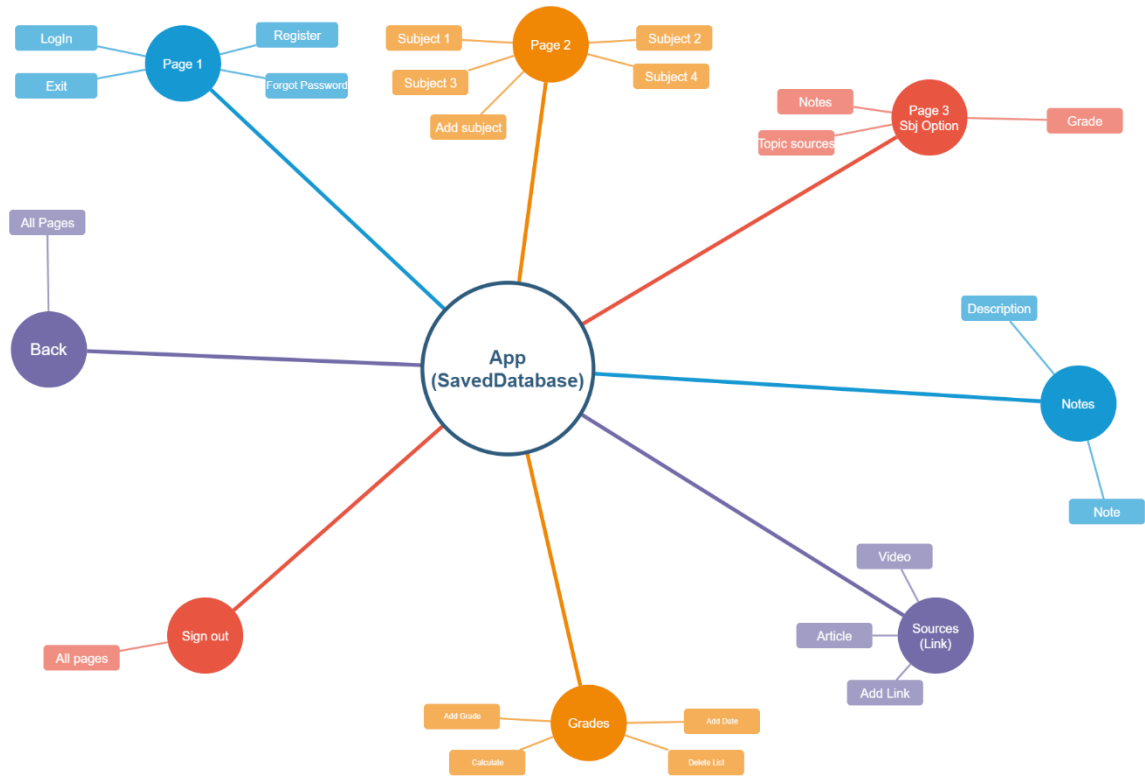 LogIn
Register
Page 1
Exit
Forgot Password
Subject 1
Subject 2
Page 2
Subject 3
Subject 4
Add subject
Notes
Page 3
Sbj Option
Grade
Topic sources
All Pages
Back
App
(SavedDatabase)
Description
Notes
Note
Video
Article
Sources
(Link)
Add Link
Sign out
All pages
Add Grade
Add Date
Grades
Calculate
Delete List